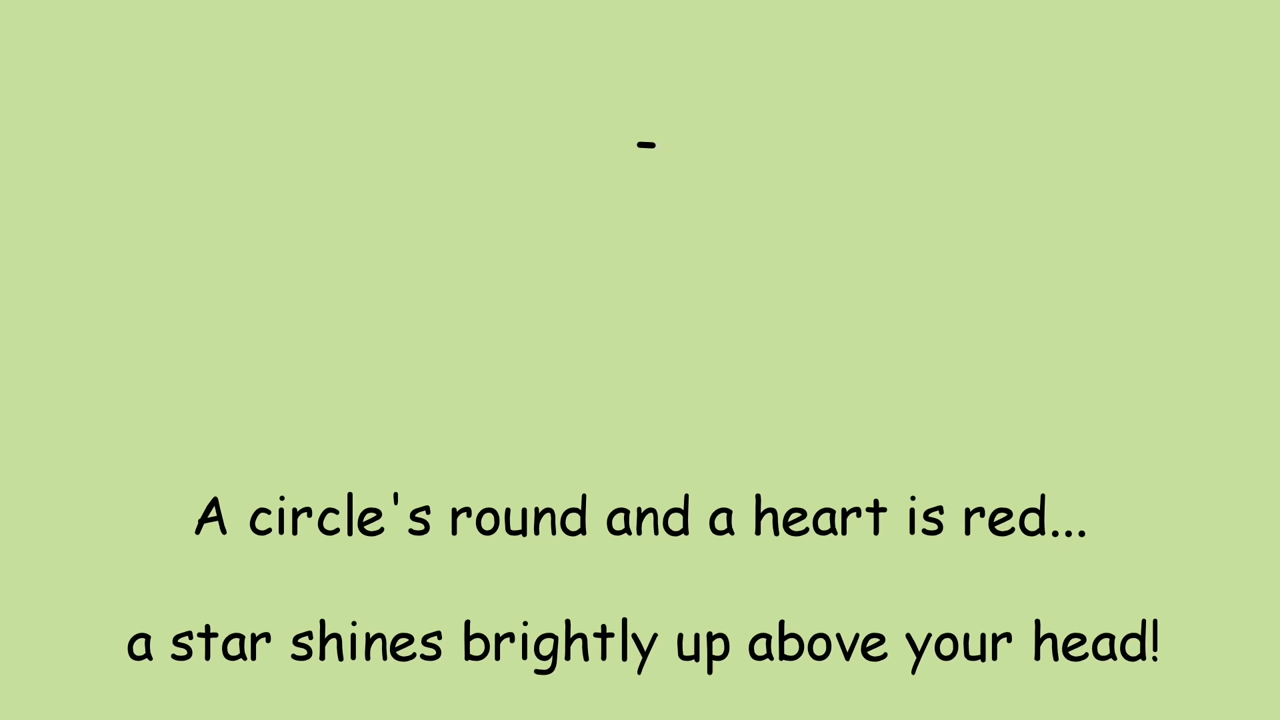 -
A circle's round and a heart is red...
a star shines brightly up above your head!